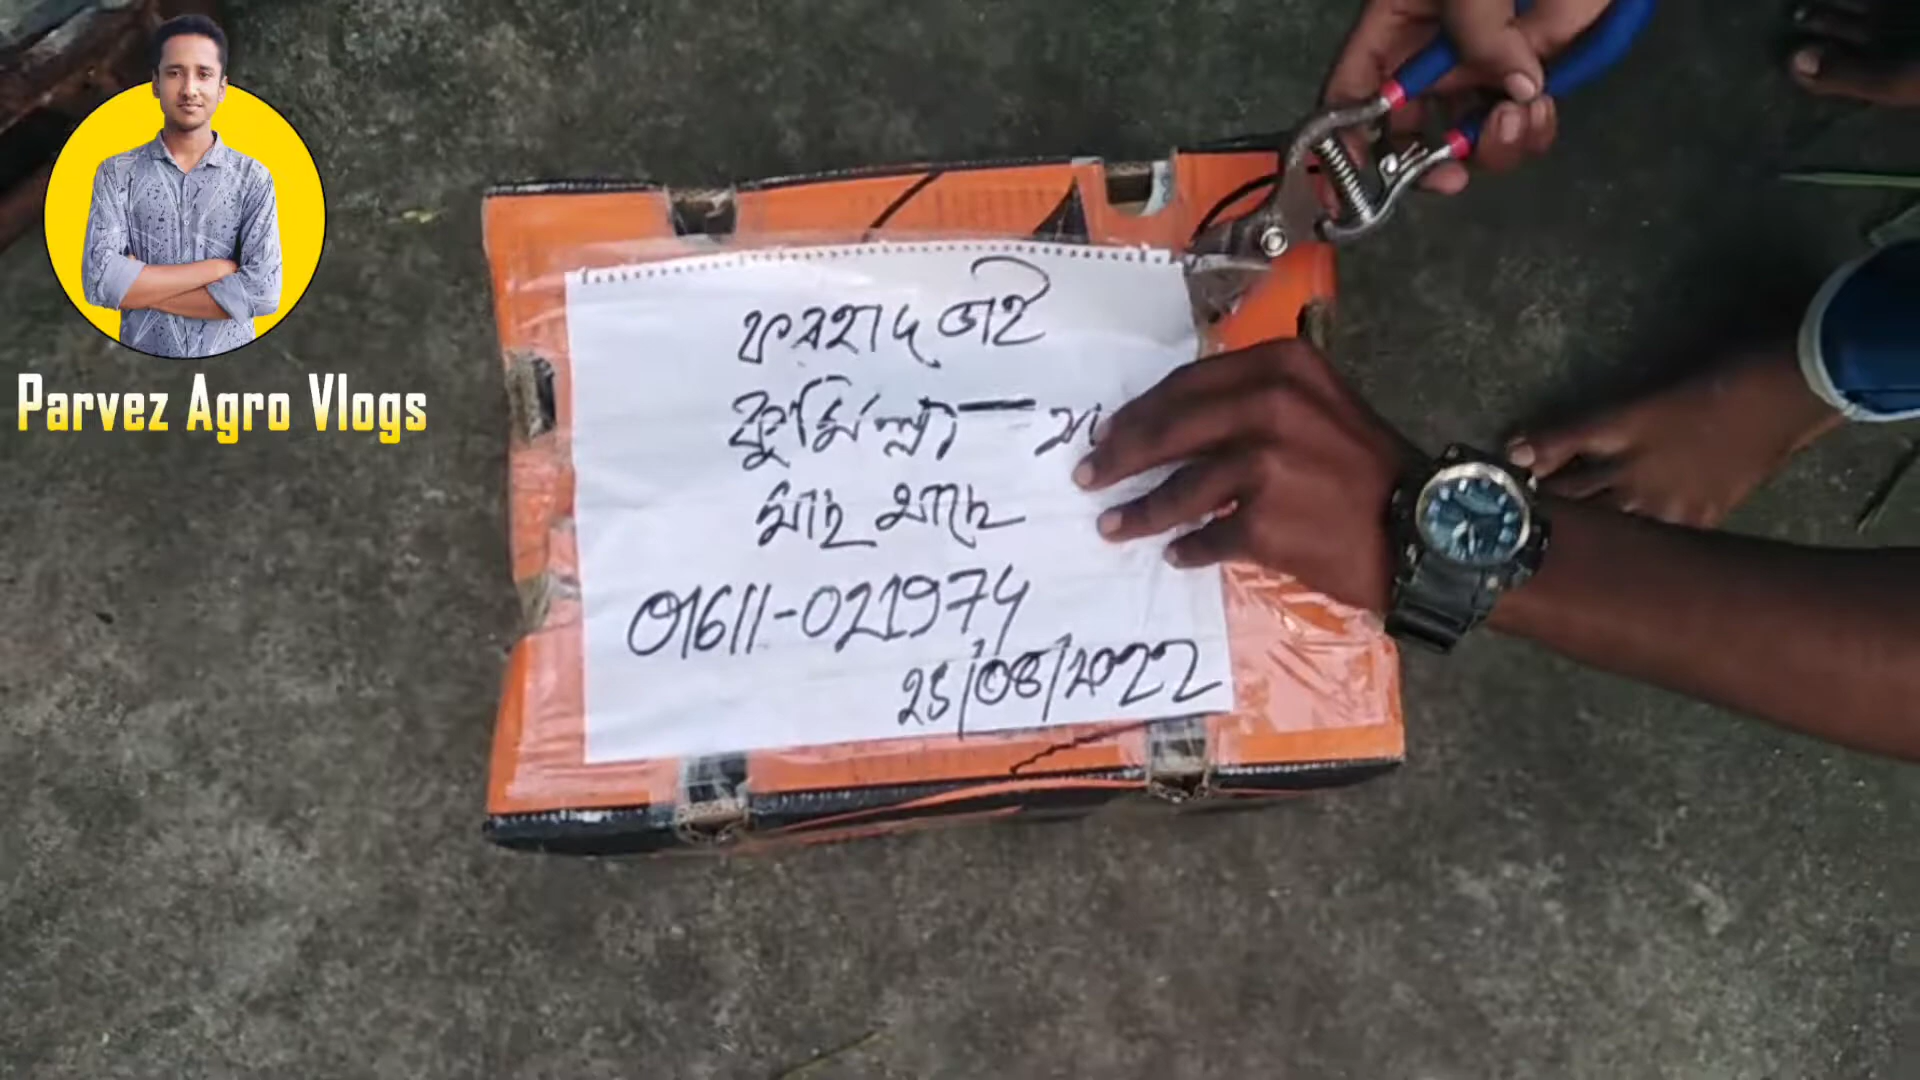 Parvez Agro Vlogs
ফরহাদ ভাই
কুমিল্লা —
গাছ আছে
01611-021974
25/08/2022